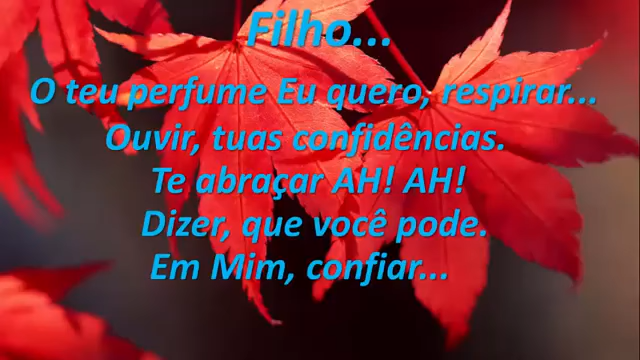 Filho...
O teu perfume Eu quero, respirar...
Ouvir, tuas confidências.
Te abraçar AH! AH!
Dizer, que você pode.
Em Mim, confiar...